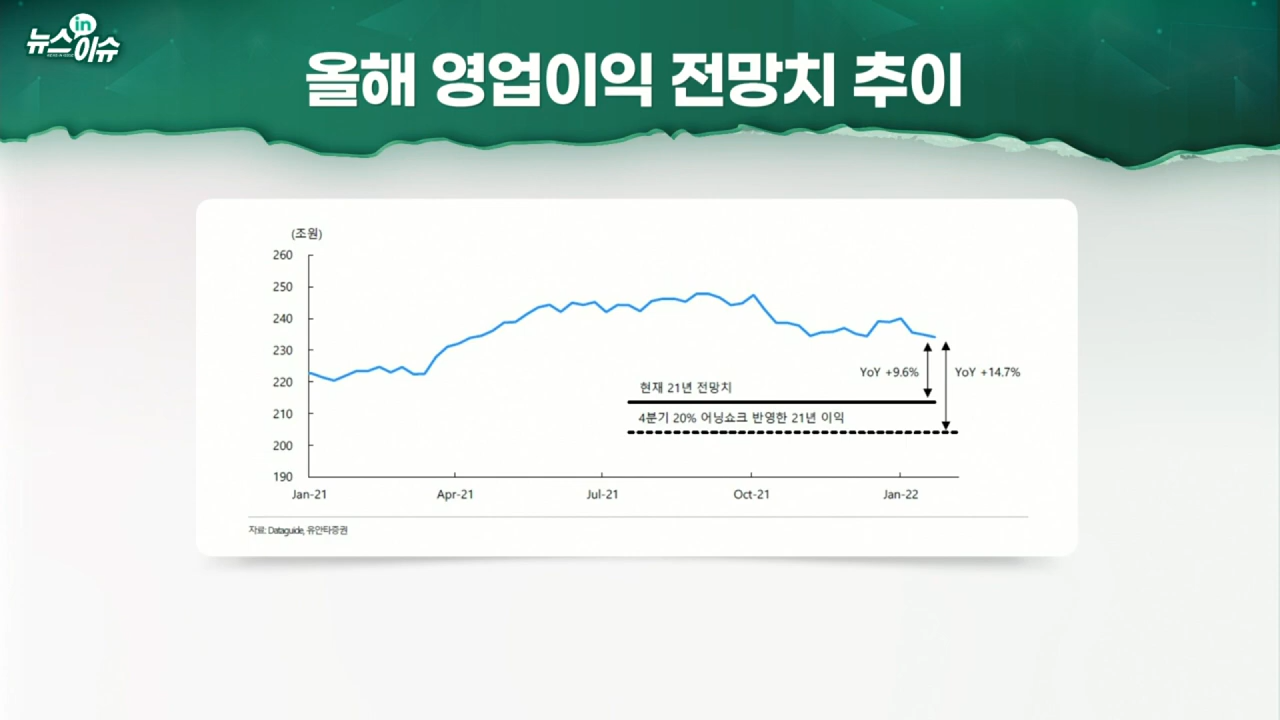 뉴스in이슈
올해 영업이익 전망치 추이
(조원)
260
250
240
230
220
210
200
190
YoY +9.6%
YoY +14.7%
현재 21년 전망치
4분기 20% 어닝쇼크 반영한 21년 이익
Jan-21
Apr-21
Jul-21
Oct-21
Jan-22
자료: Dataguide, 유안타증권